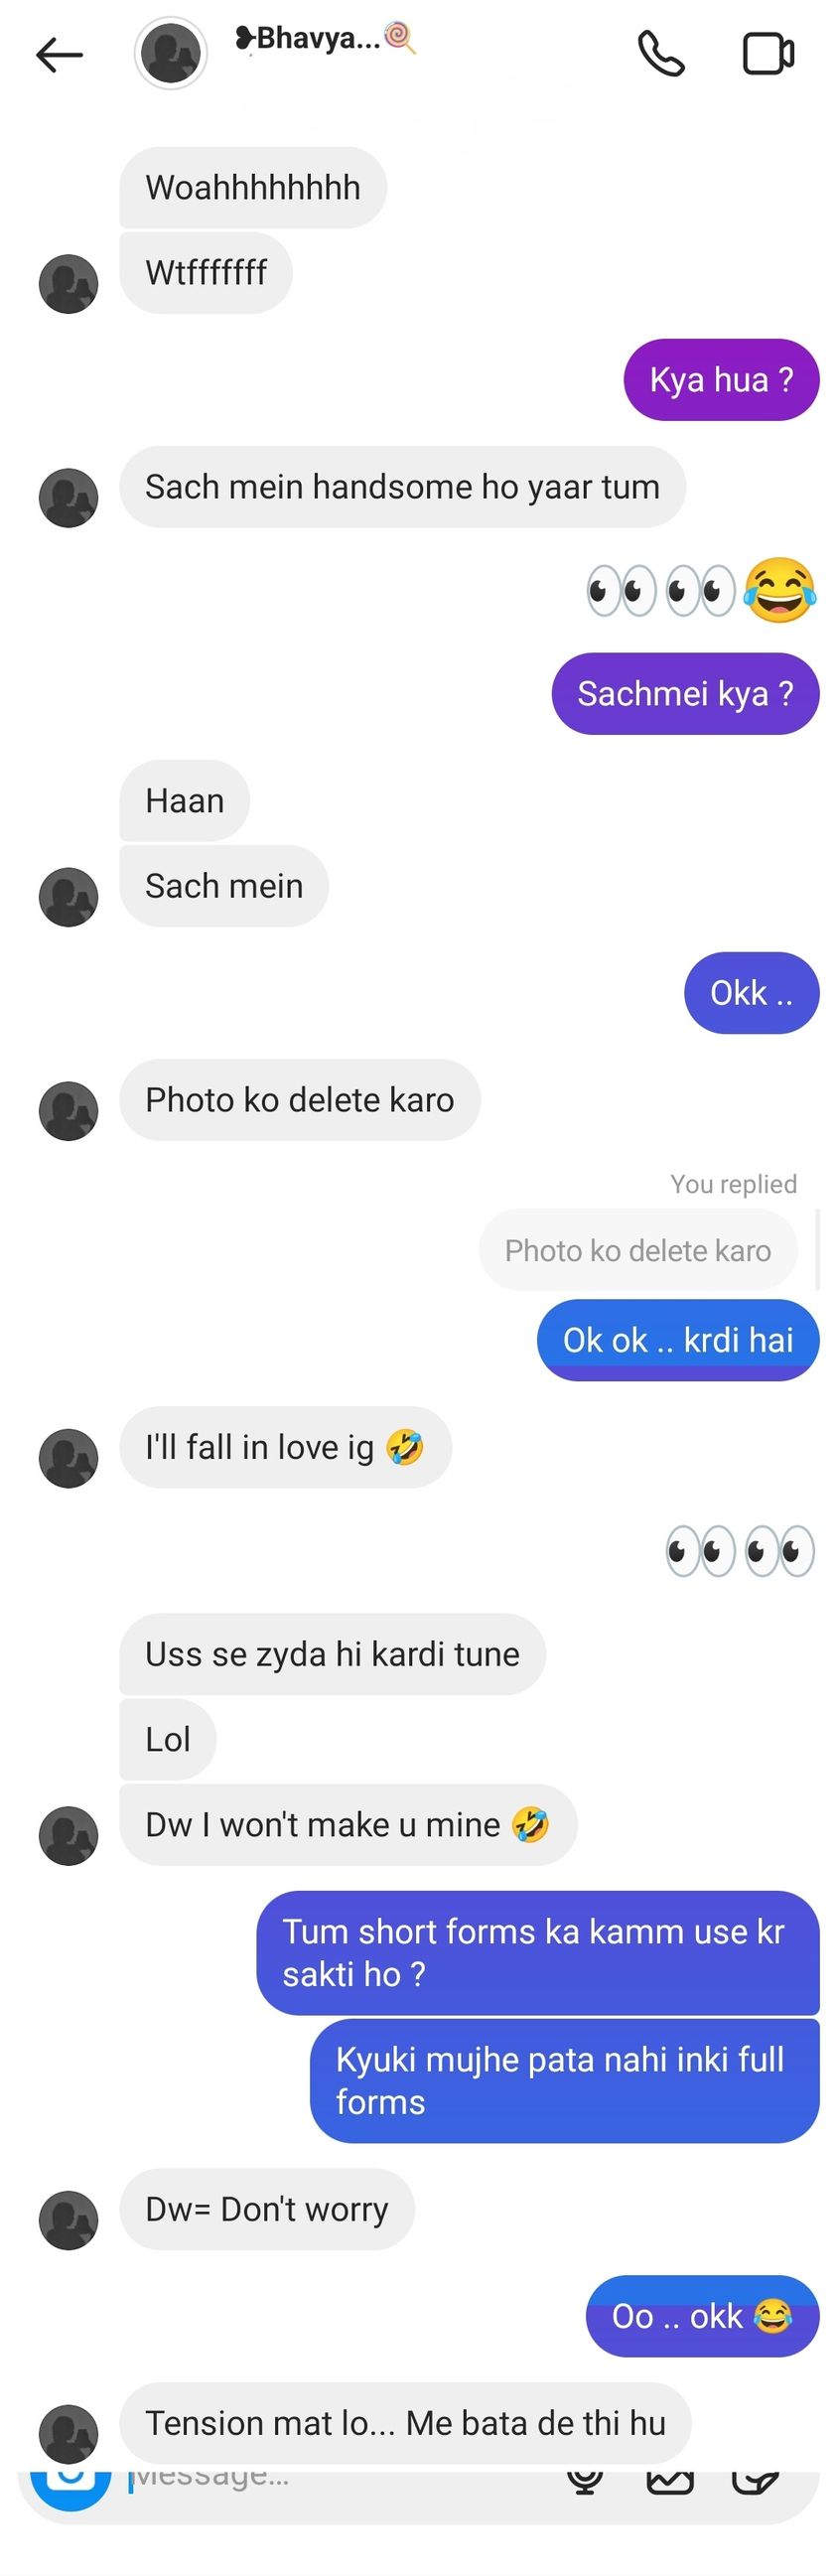 ❥Bhavya...🍭
Woahhhhhhhh
Wtfffffff
Kya hua ?
Sach mein handsome ho yaar tum
👀👀😂
Sachmei kya ?
Haan
Sach mein
Okk ..
Photo ko delete karo
You replied
Photo ko delete karo
Ok ok .. krdi hai
I'll fall in love ig 🤣
👀👀
Uss se zyda hi kardi tune
Lol
Dw I won't make u mine 🤣
Tum short forms ka kamm use kr
sakti ho ?
Kyuki mujhe pata nahi inki full
forms
Dw= Don't worry
Oo .. okk 😂
Tension mat lo... Me bata de thi hu
Message...